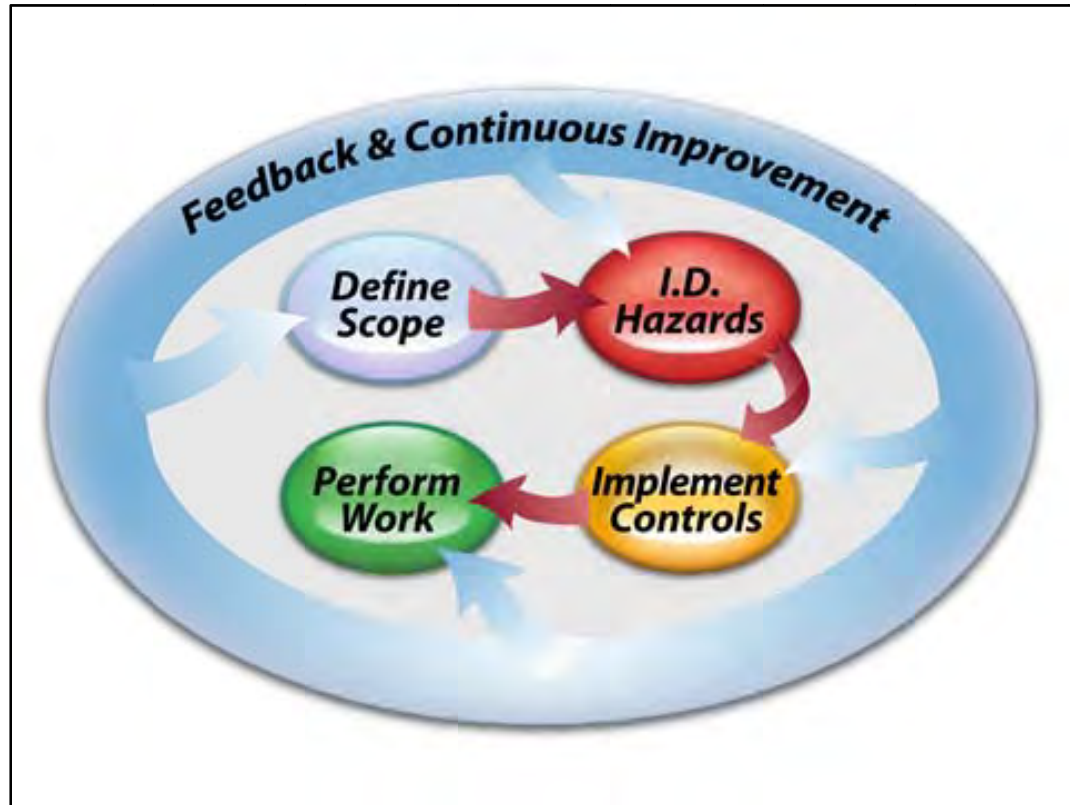 Feedback & Continuous Improvement
Define
Scope
I.D.
Hazards
Perform
Work
Implement
Controls